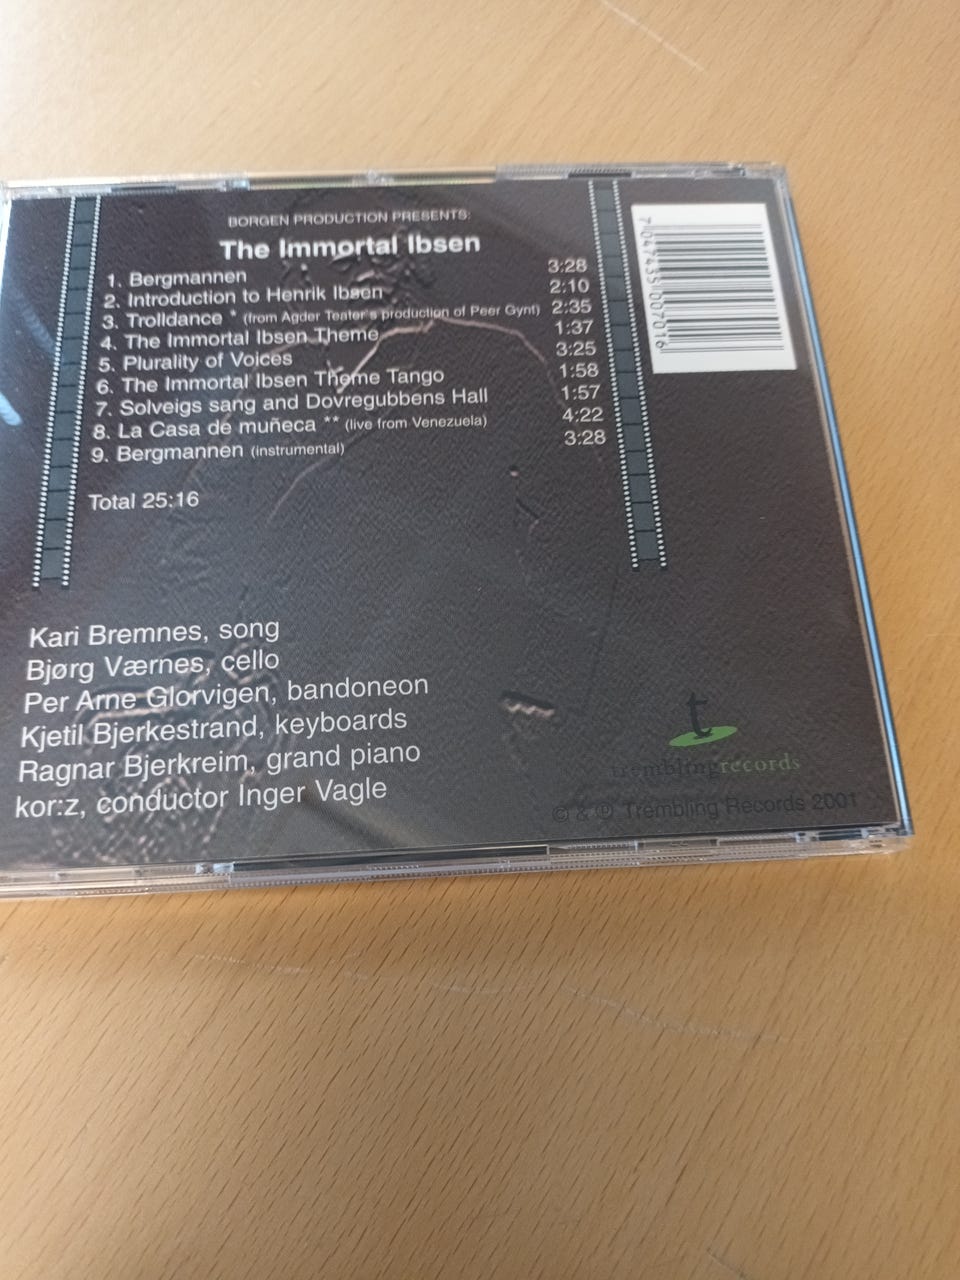 BORGEN PRODUCTION PRESENTS:
The Immortal Ibsen
1. Bergmannen 3:28
2. Introduction to Henrik Ibsen 2:10
3. Trolldance * (from Agder Teater's production of Peer Gynt) 2:35
4. The Immortal Ibsen Theme 1:37
5. Plurality of Voices 3:25
6. The Immortal Ibsen Theme Tango 1:58
7. Solveigs sang and Dovregubbens Hall 1:57
8. La Casa de muñeca ** (live from Venezuela) 4:22
9. Bergmannen (instrumental) 3:28
Total 25:16
7 047435 007016
Kari Bremnes, song
Bjørg Værnes, cello
Per Arne Glorvigen, bandoneon
Kjetil Bjerkestrand, keyboards
Ragnar Bjerkreim, grand piano
kor:z, conductor Inger Vagle
t
tremblingrecords
© & ℗ Trembling Records 2001